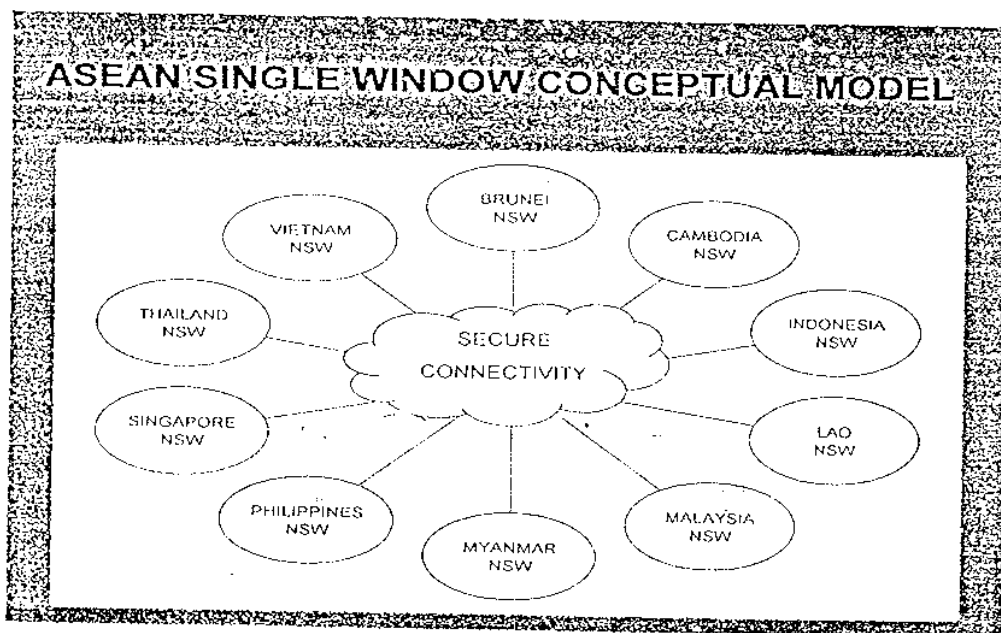 ASEAN SINGLE WINDOW CONCEPTUAL MODEL
BRUNEI
NSW
VIETNAM
NSW
CAMBODIA
NSW
THAILAND
NSW
SECURE
CONNECTIVITY
INDONESIA
NSW
SINGAPORE
NSW
LAO
NSW
PHILIPPINES
NSW
MYANMAR
NSW
MALAYSIA
NSW